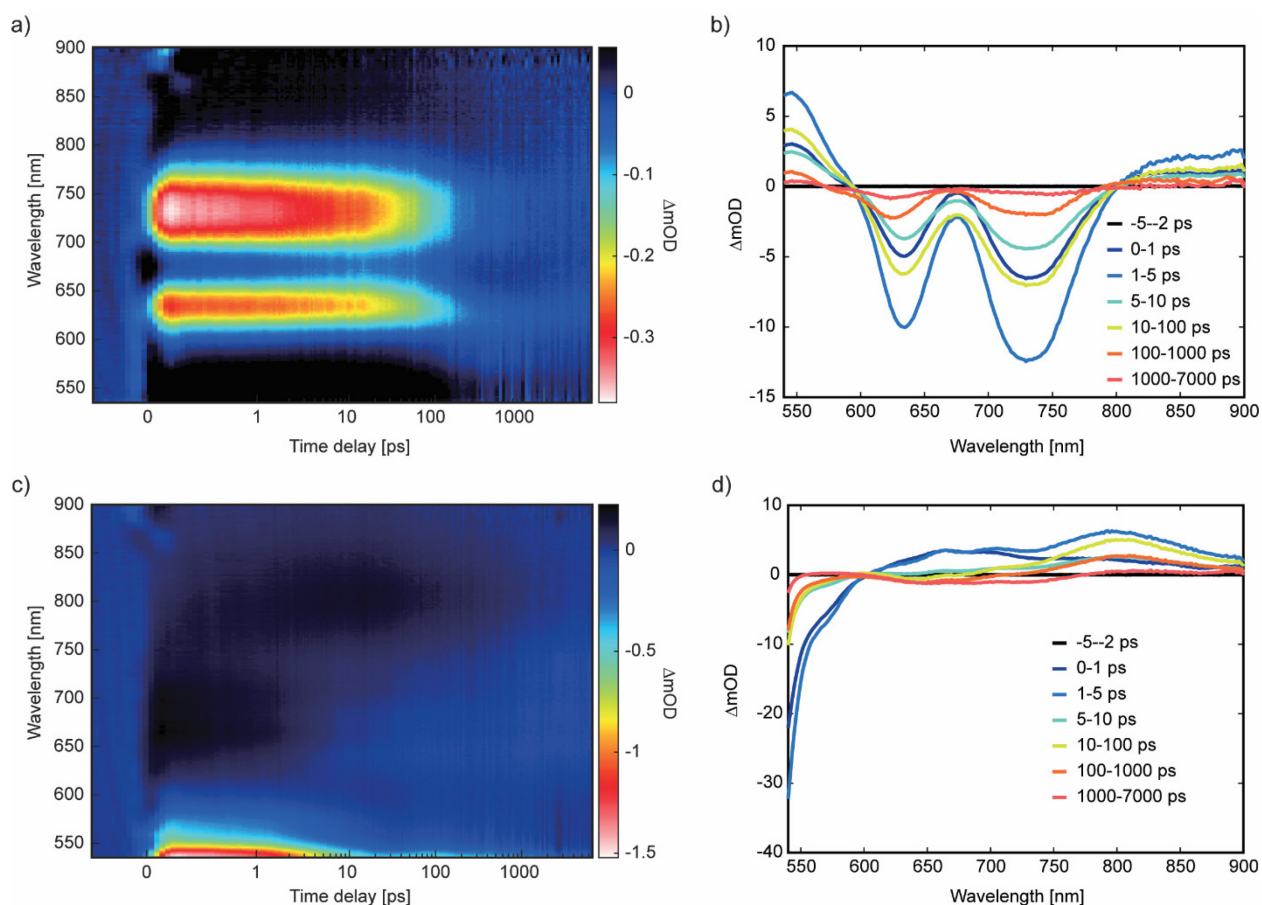 a)
900
850
800
750
700
650
600
550
Wavelength [nm]
0
1
10
100
1000
Time delay [ps]
0
-0.1
-0.2
-0.3
ΔmOD
b)
10
5
0
-5
-10
-15
ΔmOD
550
600
650
700
750
800
850
900
Wavelength [nm]
-5--2 ps
0-1 ps
1-5 ps
5-10 ps
10-100 ps
100-1000 ps
1000-7000 ps
c)
900
850
800
750
700
650
600
550
Wavelength [nm]
0
1
10
100
1000
Time delay [ps]
0
-0.5
-1
-1.5
ΔmOD
d)
10
0
-10
-20
-30
-40
ΔmOD
550
600
650
700
750
800
850
900
Wavelength [nm]
-5--2 ps
0-1 ps
1-5 ps
5-10 ps
10-100 ps
100-1000 ps
1000-7000 ps